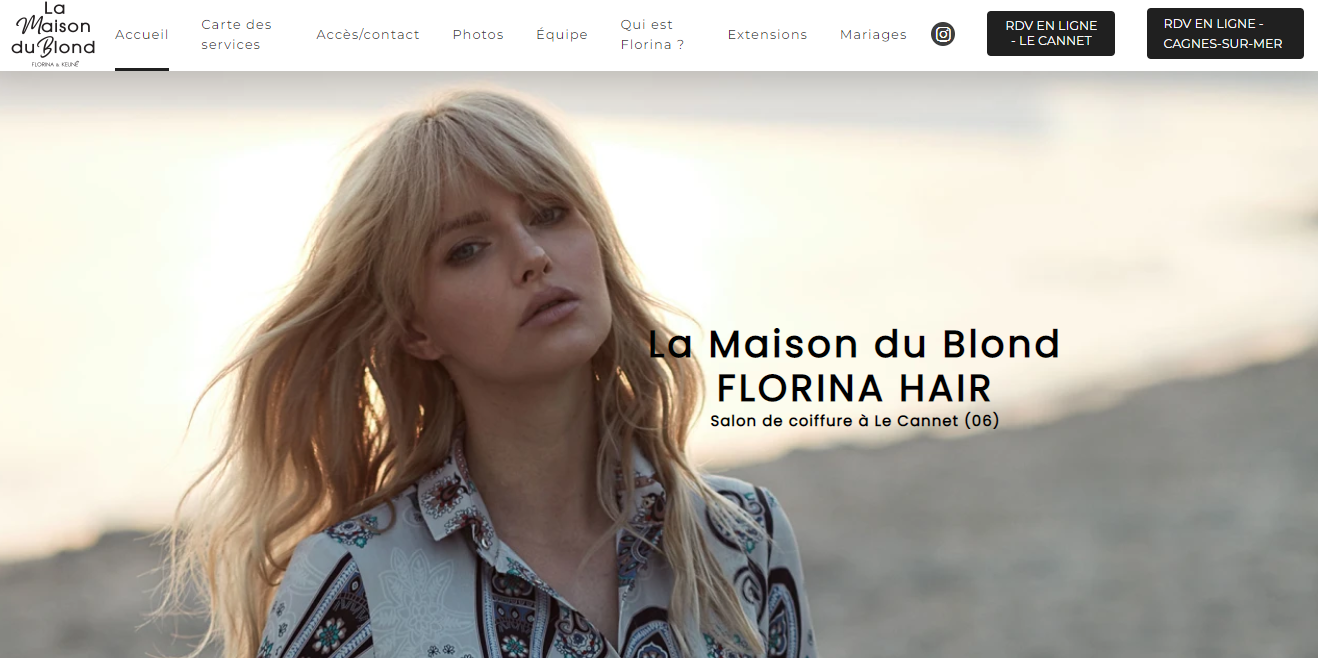 La
Maison
du Blond
FLORINA & KEUNE
Accueil
Carte des
services
Accès/contact
Photos
Équipe
Qui est
Florina ?
Extensions
Mariages
RDV EN LIGNE
- LE CANNET
RDV EN LIGNE -
CAGNES-SUR-MER
La Maison du Blond
FLORINA HAIR
Salon de coiffure à Le Cannet (06)